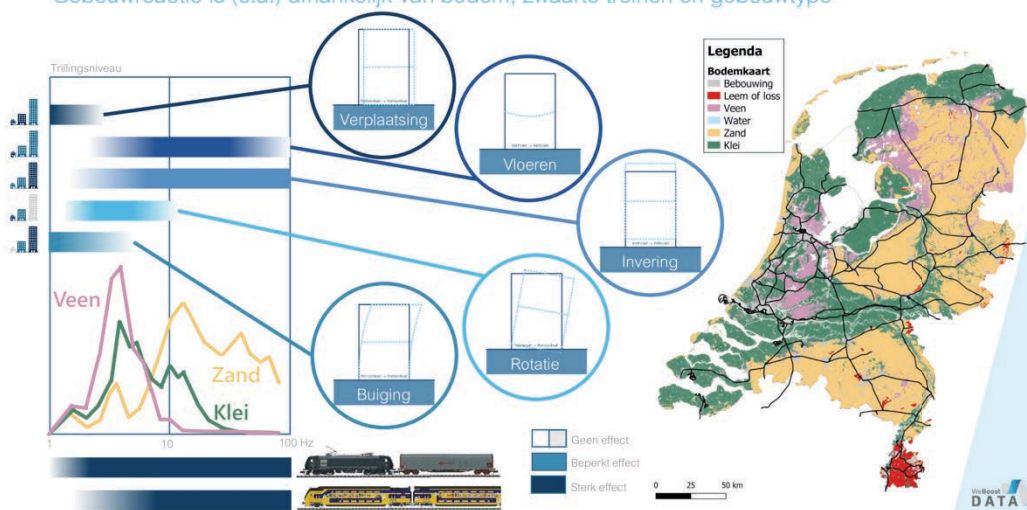 Gebouwreactie is (o.a.) afhankelijk van bodem, zwaarte treinen en gebouwtype
Trillingsniveau
Verplaatsing
Vloeren
Invering
Rotatie
Buiging
Veen
Zand
Klei
1
10
100 Hz
Geen effect
Beperkt effect
Sterk effect
Legenda
Bodemkaart
Bebouwing
Leem of loss
Veen
Water
Zand
Klei
0 25 50 km
WeBoost
DATA